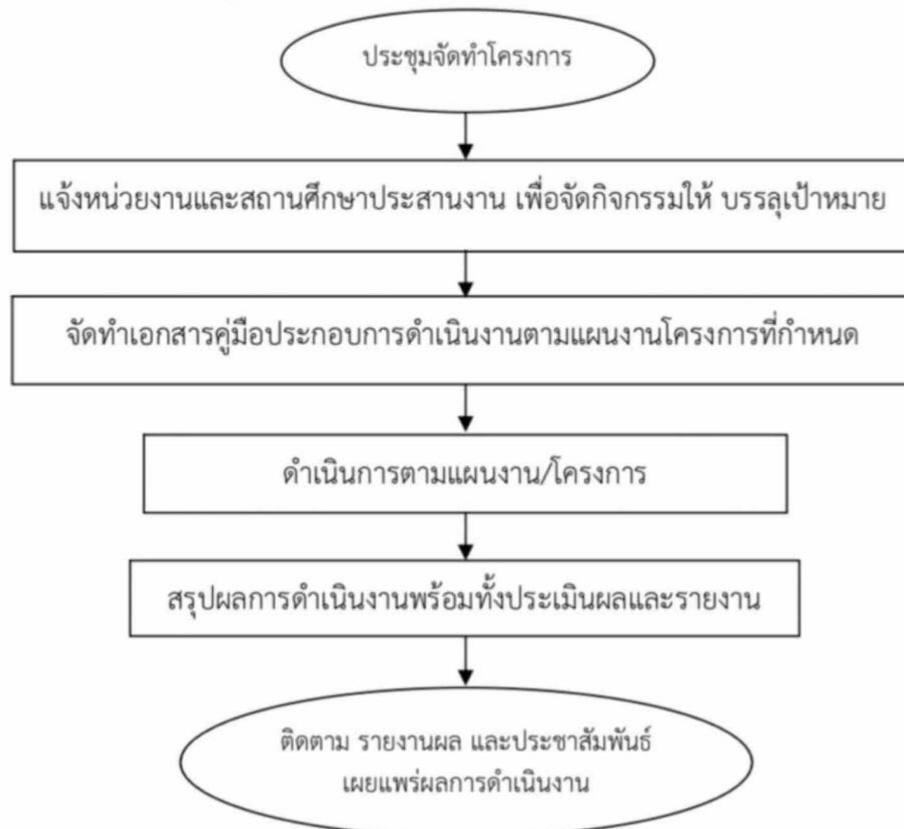 ประชุมจัดทำโครงการ
แจ้งหน่วยงานและสถานศึกษาประสานงาน เพื่อจัดกิจกรรมให้ บรรลุเป้าหมาย
จัดทำเอกสารคู่มือประกอบการดำเนินงานตามแผนงานโครงการที่กำหนด
ดำเนินการตามแผนงาน/โครงการ
สรุปผลการดำเนินงานพร้อมทั้งประเมินผลและรายงาน
ติดตาม รายงานผล และประชาสัมพันธ์
เผยแพร่ผลการดำเนินงาน